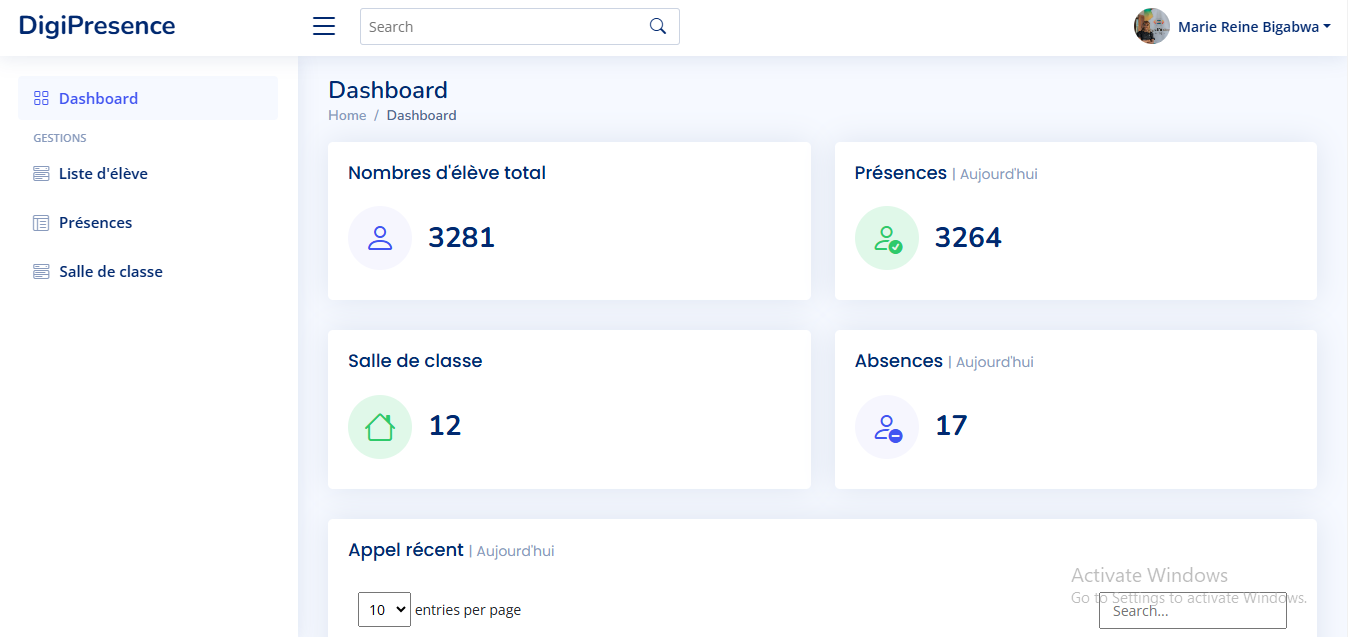 DigiPresence
Search
Marie Reine Bigabwa
Dashboard
GESTIONS
Liste d'élève
Présences
Salle de classe
Dashboard
Home / Dashboard
Nombres d'élève total
3281
Présences | Aujourd'hui
3264
Salle de classe
12
Absences | Aujourd'hui
17
Appel récent | Aujourd'hui
10 entries per page
Search...
Activate Windows
Go to Settings to activate Windows.